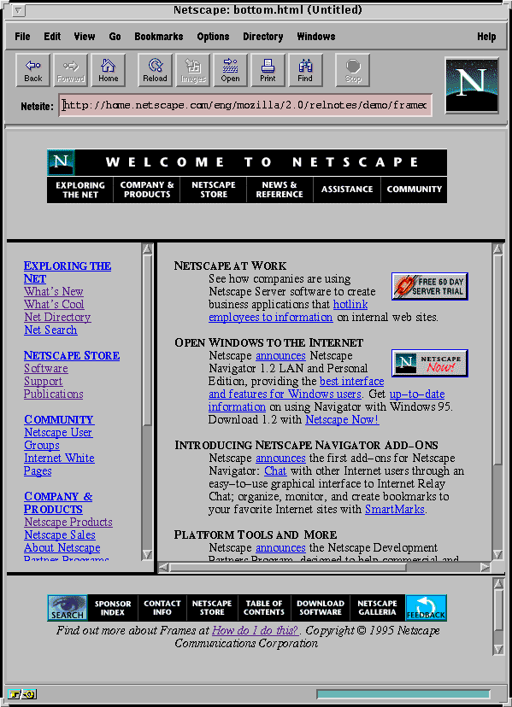 Netscape: bottom.html (Untitled)
File Edit View Go Bookmarks Options Directory Windows Help
Back Forward Home Reload Images Open Print Find Stop
N
Netsite: http://home.netscape.com/eng/mozilla/2.0/relnotes/demo/framed
N WELCOME TO NETSCAPE
EXPLORING THE NET
COMPANY & PRODUCTS
NETSCAPE STORE
NEWS & REFERENCE
ASSISTANCE
COMMUNITY
EXPLORING THE
NET
What's New
What's Cool
Net Directory
Net Search
NETSCAPE STORE
Software
Support
Publications
COMMUNITY
Netscape User
Groups
Internet White
Pages
COMPANY &
PRODUCTS
Netscape Products
Netscape Sales
About Netscape
Partner Programs
NETSCAPE AT WORK
See how companies are using
Netscape Server software to create
business applications that hotlink
employees to information on internal web sites.
FREE 60 DAY
SERVER TRIAL
OPEN WINDOWS TO THE INTERNET
Netscape announces Netscape
Navigator 1.2 LAN and Personal
Edition, providing the best interface
and features for Windows users. Get up-to-date
information on using Navigator with Windows 95.
Download 1.2 with Netscape Now!
N NETSCAPE
Now!
INTRODUCING NETSCAPE NAVIGATOR ADD-ONS
Netscape announces the first add-ons for Netscape
Navigator: Chat with other Internet users through an
easy-to-use graphical interface to Internet Relay
Chat; organize, monitor, and create bookmarks to
your favorite Internet sites with SmartMarks.
PLATFORM TOOLS AND MORE
Netscape announces the Netscape Development
Partners Program, designed to help commercial and
SEARCH
SPONSOR INDEX
CONTACT INFO
NETSCAPE STORE
TABLE OF CONTENTS
DOWNLOAD SOFTWARE
NETSCAPE GALLERIA
FEEDBACK
Find out more about Frames at How do I do this?. Copyright © 1995 Netscape
Communications Corporation